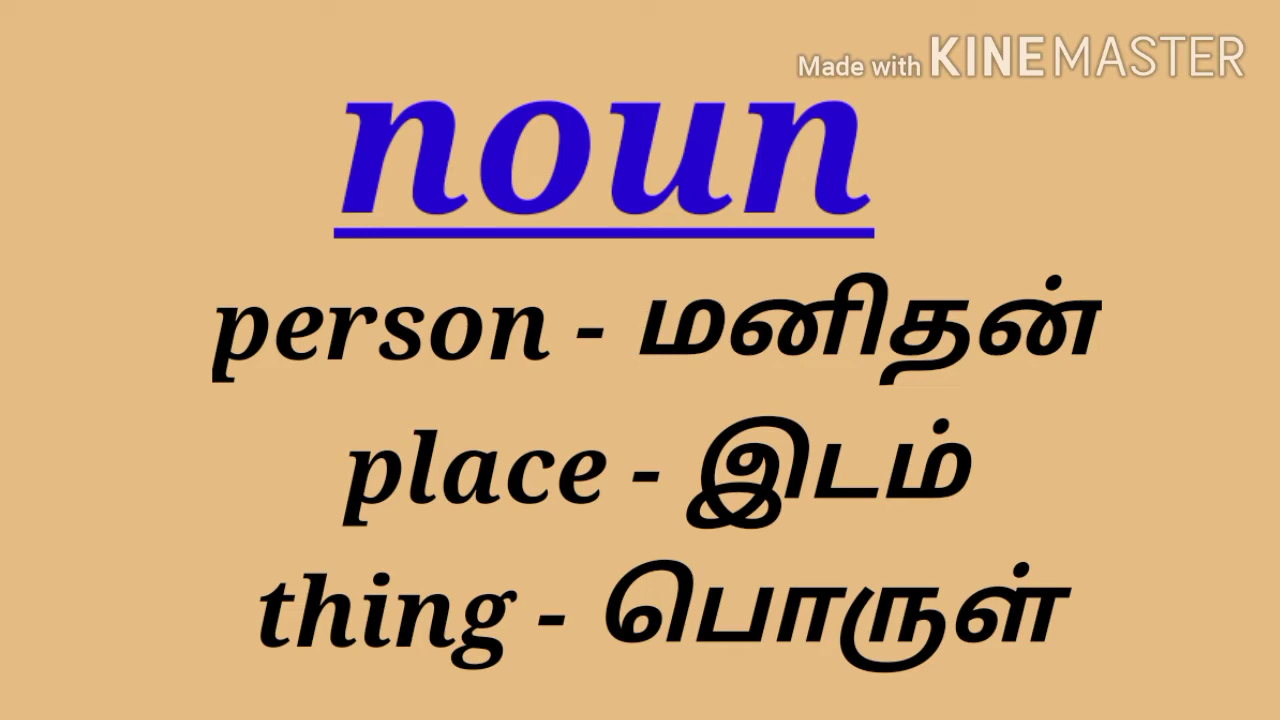 Made with KINEMASTER
noun
person - மனிதன்
place - இடம்
thing - பொருள்